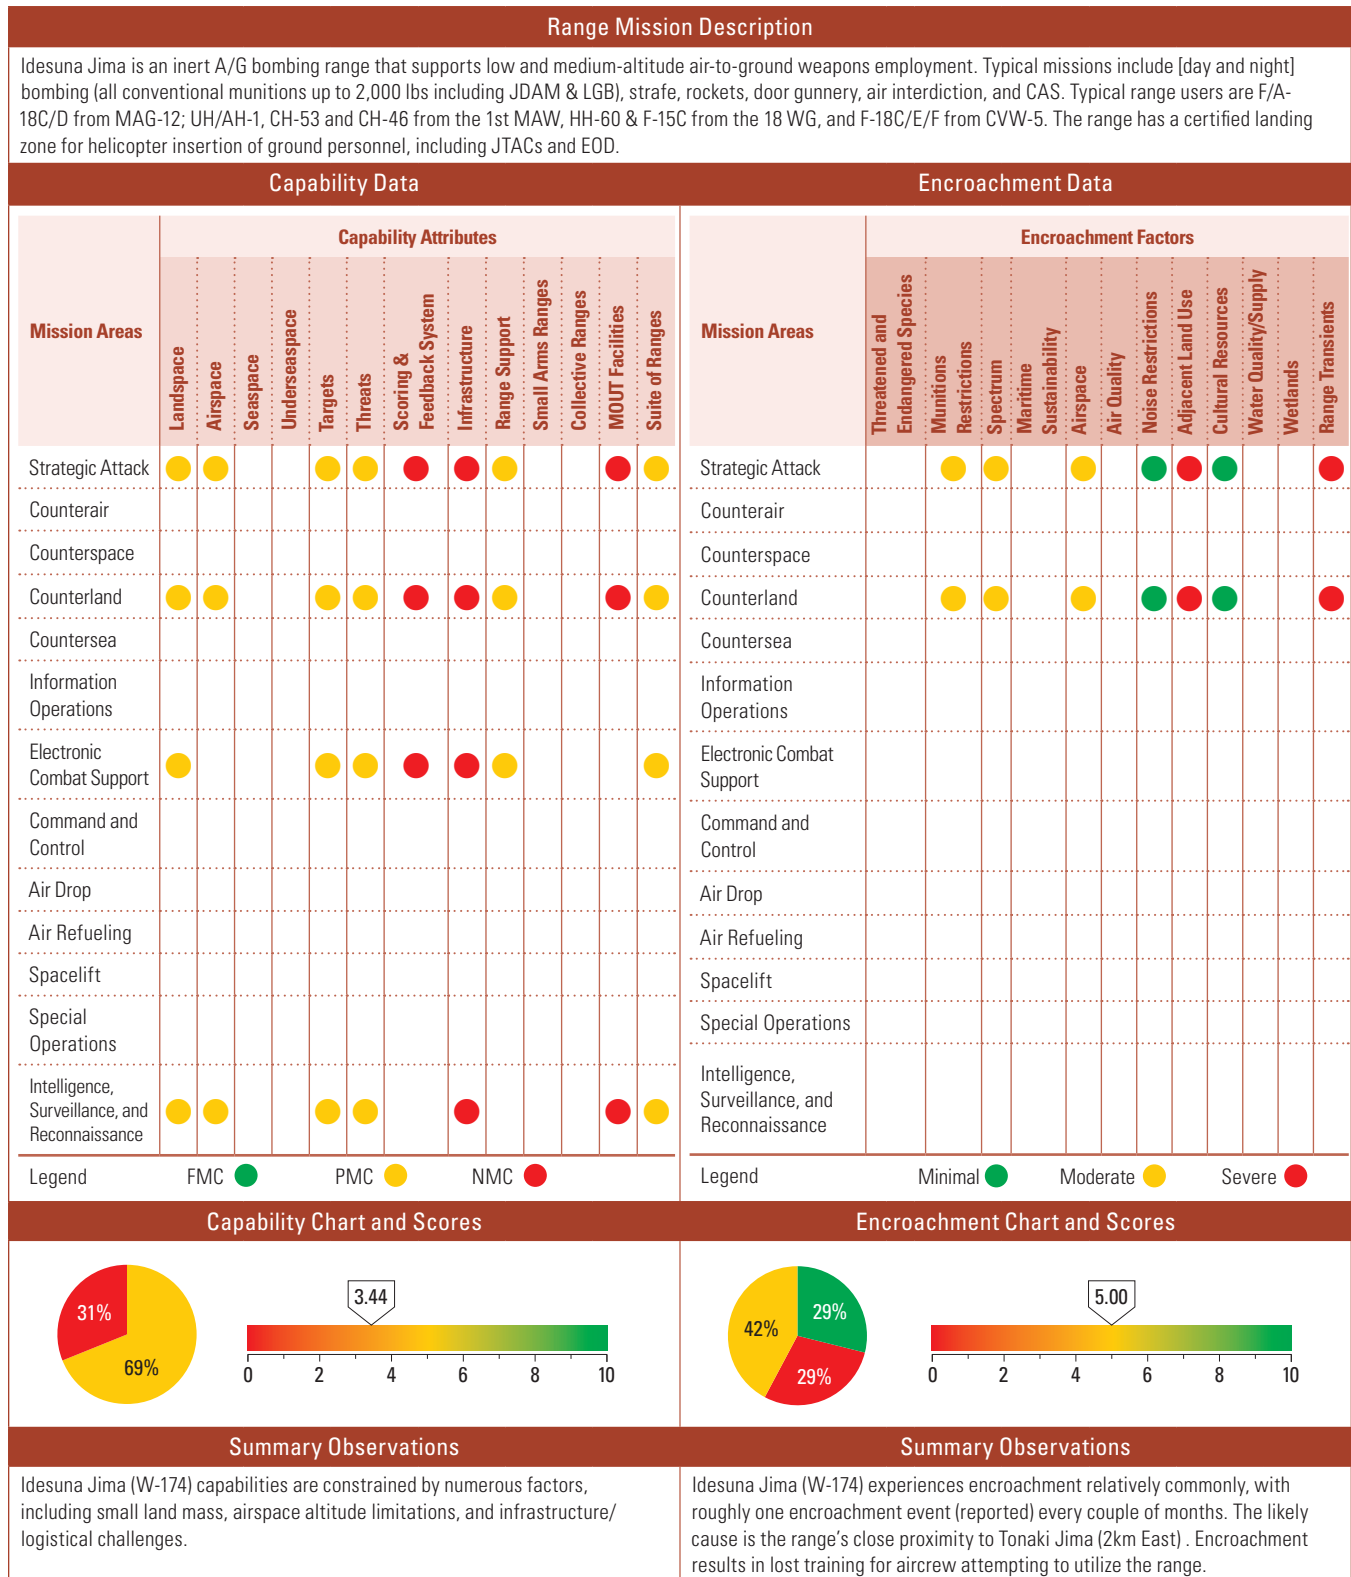 Range Mission Description
Idesuna Jima is an inert A/G bombing range that supports low and medium-altitude air-to-ground weapons employment. Typical missions include [day and night]
bombing (all conventional munitions up to 2,000 lbs including JDAM & LGB), strafe, rockets, door gunnery, air interdiction, and CAS. Typical range users are F/A-
18C/D from MAG-12; UH/AH-1, CH-53 and CH-46 from the 1st MAW, HH-60 & F-15C from the 18 WG, and F-18C/E/F from CVW-5. The range has a certified landing
zone for helicopter insertion of ground personnel, including JTACs and EOD.
Capability Data
Mission Areas
Capability Attributes
Landspace
Airspace
Seaspace
Underseaspace
Targets
Threats
Scoring &
Feedback System
Infrastructure
Range Support
Small Arms Ranges
Collective Ranges
MOUT Facilities
Suite of Ranges
Strategic Attack
Counterair
Counterspace
Counterland
Countersea
Information
Operations
Electronic
Combat Support
Command and
Control
Air Drop
Air Refueling
Spacelift
Special
Operations
Intelligence,
Surveillance, and
Reconnaissance
Legend
FMC
PMC
NMC
Encroachment Data
Mission Areas
Encroachment Factors
Threatened and
Endangered Species
Munitions
Restrictions
Spectrum
Maritime
Sustainability
Airspace
Air Quality
Noise Restrictions
Adjacent Land Use
Cultural Resources
Water Quality/Supply
Wetlands
Range Transients
Strategic Attack
Counterair
Counterspace
Counterland
Countersea
Information
Operations
Electronic Combat
Support
Command and
Control
Air Drop
Air Refueling
Spacelift
Special Operations
Intelligence,
Surveillance, and
Reconnaissance
Legend
Minimal
Moderate
Severe
Capability Chart and Scores
31%
69%
3.44
0 2 4 6 8 10
Encroachment Chart and Scores
42%
29%
29%
5.00
0 2 4 6 8 10
Summary Observations
Idesuna Jima (W-174) capabilities are constrained by numerous factors,
including small land mass, airspace altitude limitations, and infrastructure/
logistical challenges.
Summary Observations
Idesuna Jima (W-174) experiences encroachment relatively commonly, with
roughly one encroachment event (reported) every couple of months. The likely
cause is the range's close proximity to Tonaki Jima (2km East) . Encroachment
results in lost training for aircrew attempting to utilize the range.